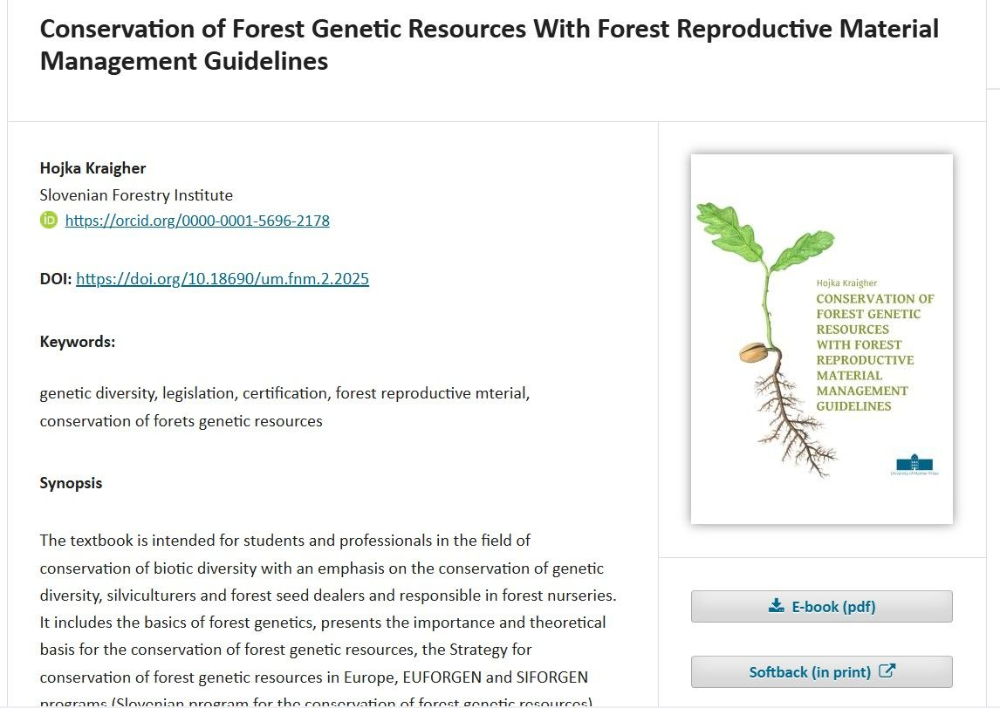 Conservation of Forest Genetic Resources With Forest Reproductive Material
Management Guidelines
Hojka Kraigher
Slovenian Forestry Institute
iD https://orcid.org/0000-0001-5696-2178
DOI: https://doi.org/10.18690/um.fnm.2.2025
Keywords:
genetic diversity, legislation, certification, forest reproductive mterial,
conservation of forets genetic resources
Synopsis
The textbook is intended for students and professionals in the field of
conservation of biotic diversity with an emphasis on the conservation of genetic
diversity, silviculturers and forest seed dealers and responsible in forest nurseries.
It includes the basics of forest genetics, presents the importance and theoretical
basis for the conservation of forest genetic resources, the Strategy for
conservation of forest genetic resources in Europe, EUFORGEN and SIFORGEN
programs (Slovenian program for the conservation of forest genetic resources)
Hojka Kraigher
CONSERVATION OF
FOREST GENETIC
RESOURCES
WITH FOREST
REPRODUCTIVE
MATERIAL
MANAGEMENT
GUIDELINES
University of Maribor Press
E-book (pdf)
Softback (in print)